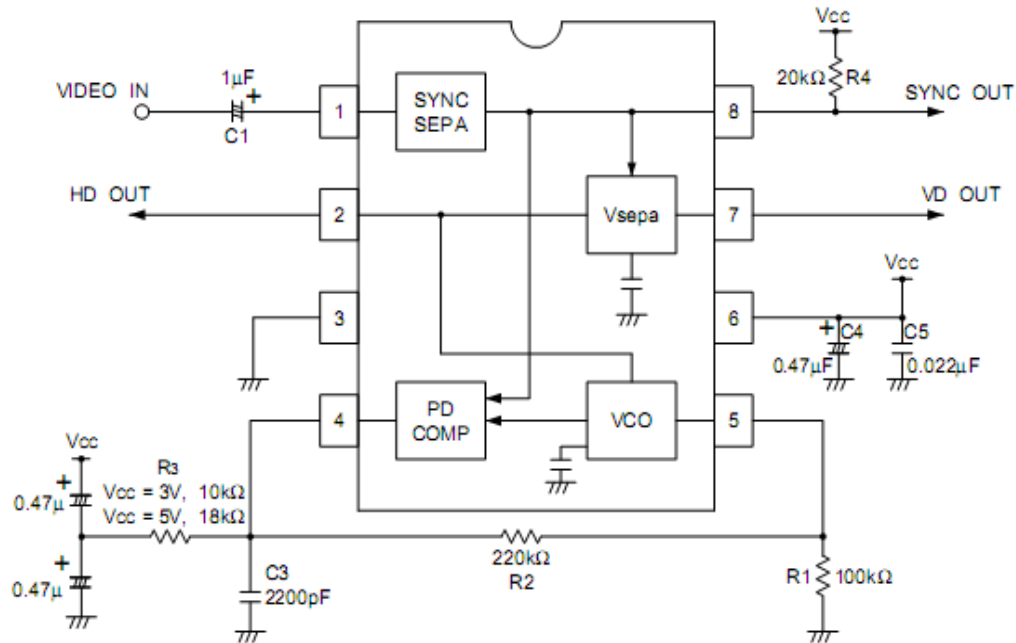 Vcc
1μF
VIDEO IN
+
C1
1
SYNC
SEPA
8
20kΩ R4
SYNC OUT
HD OUT
2
Vsepa
7
VD OUT
Vcc
3
6
+
C4
C5
0.47μF
0.022μF
4
PD
COMP
VCO
5
Vcc
R3
+
Vcc = 3V, 10kΩ
0.47μ
Vcc = 5V, 18kΩ
+
220kΩ
R2
C3
2200pF
0.47μ
R1
100kΩ